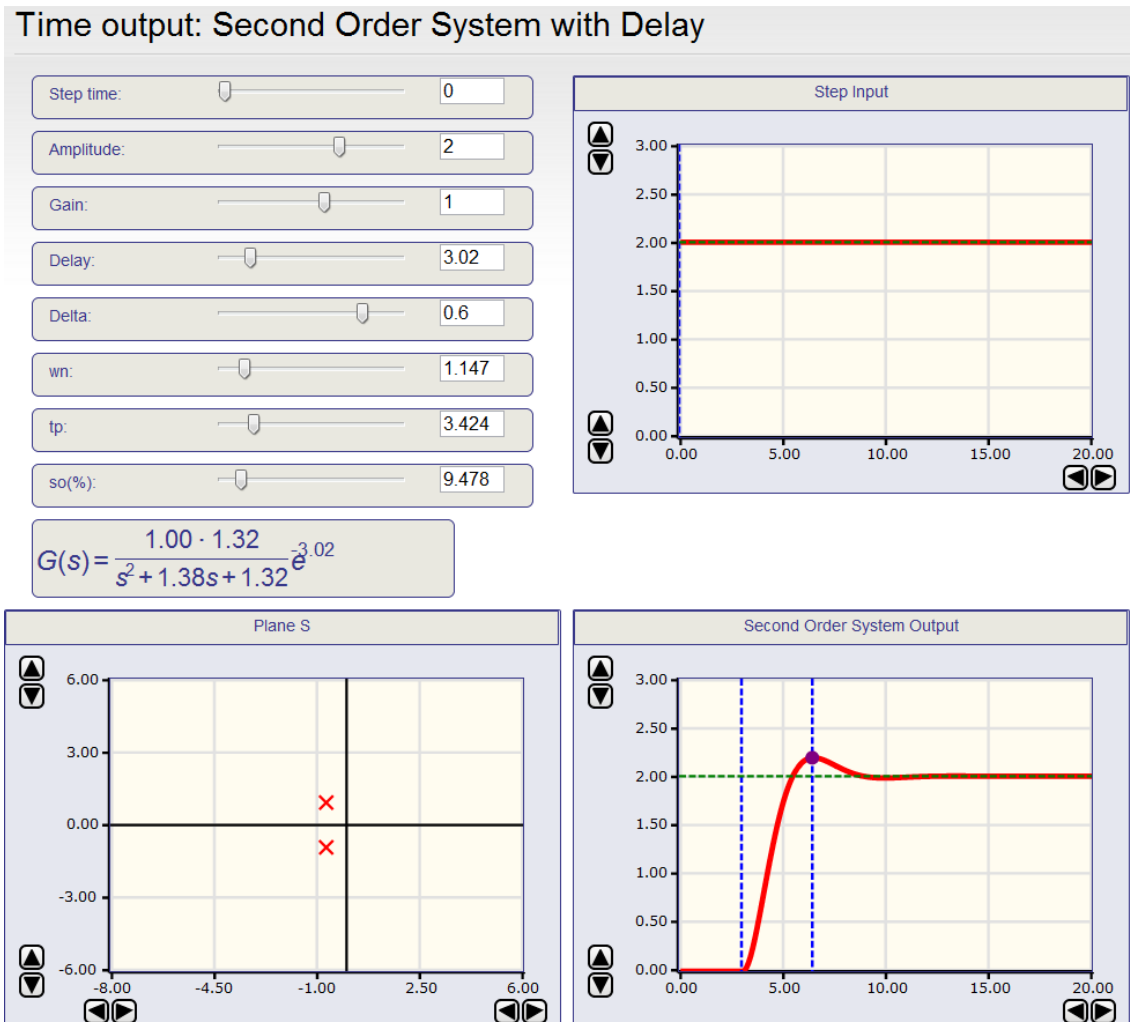 Time output: Second Order System with Delay
Step time: 0
Amplitude: 2
Gain: 1
Delay: 3.02
Delta: 0.6
wn: 1.147
tp: 3.424
so(%): 9.478
G(s) = 1.00 · 1.32 / s² + 1.38s + 1.32 e^-3.02
Step Input
3.00
2.50
2.00
1.50
1.00
0.50
0.00
0.00 5.00 10.00 15.00 20.00
Plane S
6.00
3.00
0.00
-3.00
-6.00
-8.00 -4.50 -1.00 2.50 6.00
Second Order System Output
3.00
2.50
2.00
1.50
1.00
0.50
0.00
0.00 5.00 10.00 15.00 20.00